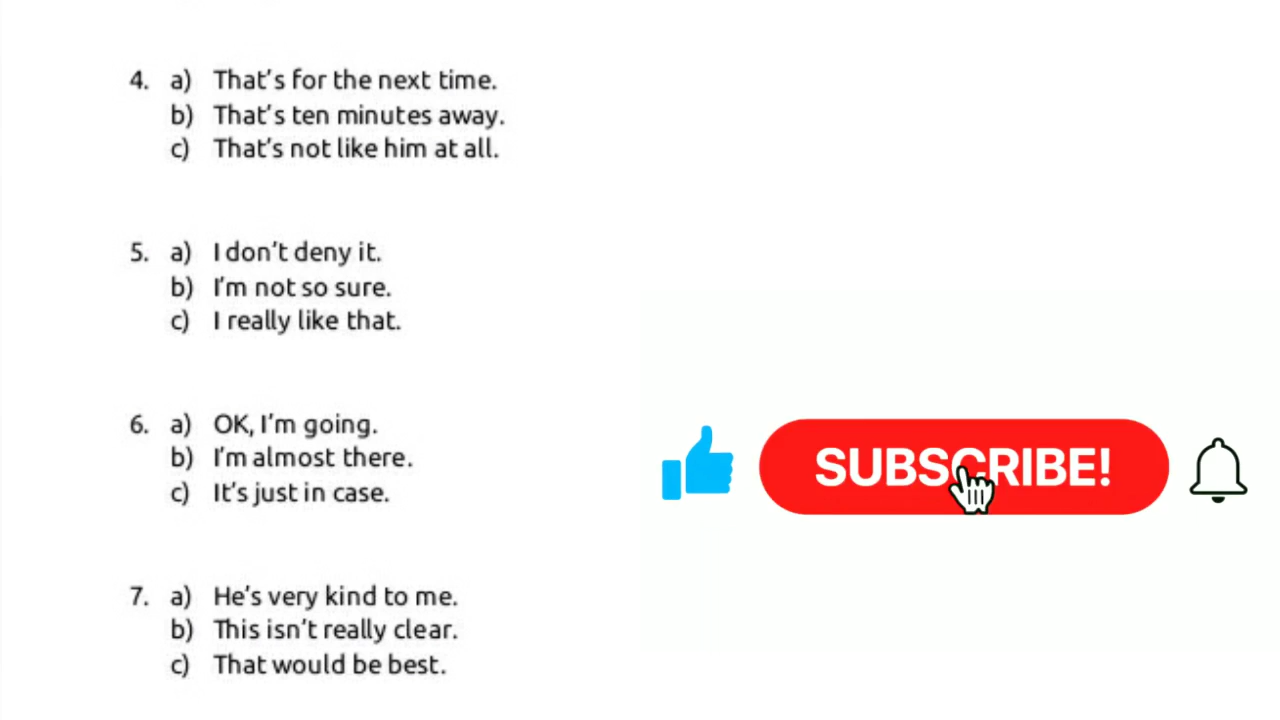 4. a) That's for the next time.
b) That's ten minutes away.
c) That's not like him at all.
5. a) I don't deny it.
b) I'm not so sure.
c) I really like that.
6. a) OK, I'm going.
b) I'm almost there.
c) It's just in case.
SUBSCRIBE!
7. a) He's very kind to me.
b) This isn't really clear.
c) That would be best.